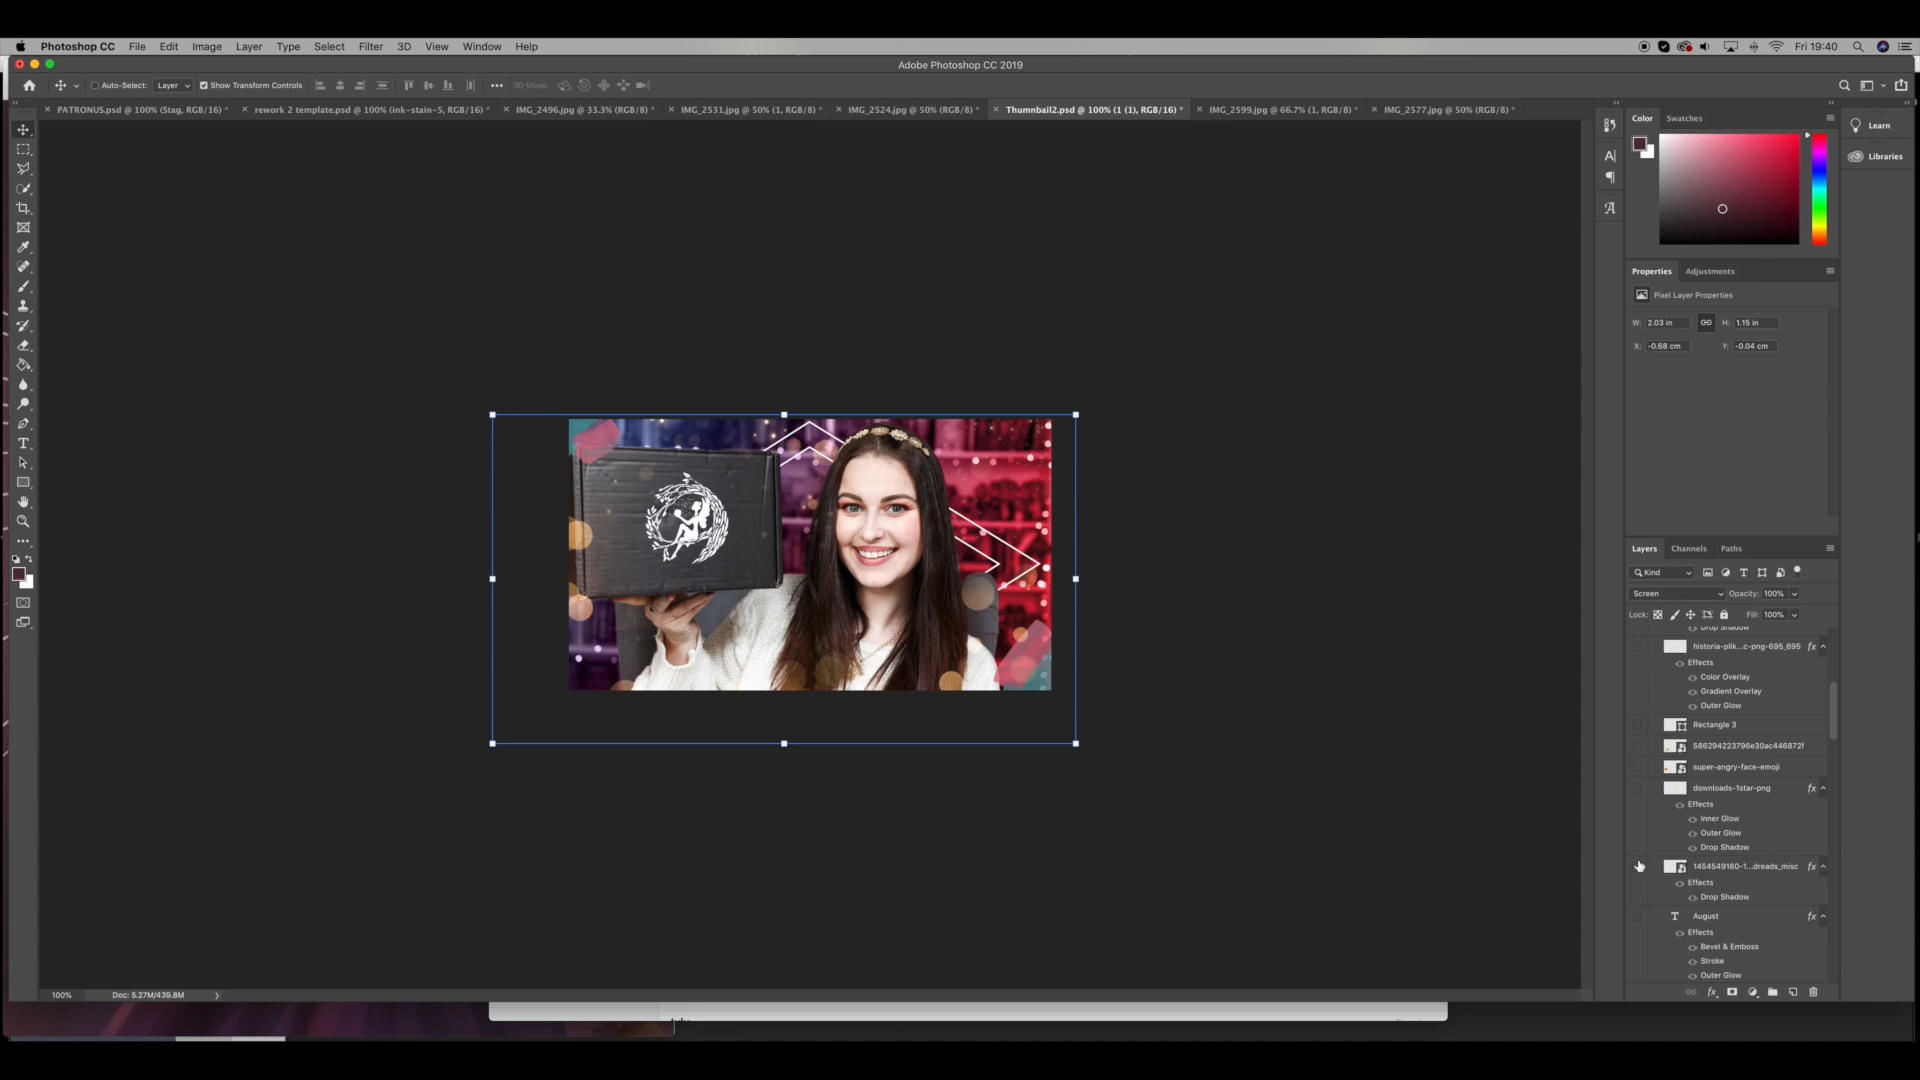 Photoshop CC File Edit Image Layer Type Select Filter 3D View Window Help Fri 19:40
Adobe Photoshop CC 2019
Auto-Select: Layer Show Transform Controls 3D Mode:
PATRONUS.psd @ 100% (Stag, RGB/16) * rework 2 template.psd @ 100% (ink-stain-5, RGB/16) * IMG_2496.jpg @ 33.3% (RGB/8) * IMG_2531.jpg @ 50% (1, RGB/8) * IMG_2524.jpg @ 50% (RGB/8) * Thumnbail2.psd @ 100% (1 (1), RGB/16) * IMG_2599.jpg @ 66.7% (1, RGB/8) * IMG_2577.jpg @ 50% (RGB/8) *
Color Swatches
Learn
Libraries
Properties Adjustments
Pixel Layer Properties
W: 2.03 in H: 1.15 in
X: -0.68 cm Y: -0.04 cm
Layers Channels Paths
Kind
Screen Opacity: 100%
Lock: Fill: 100%
Drop Shadow
historia-plik...c-png-695_695 fx
Effects
Color Overlay
Gradient Overlay
Outer Glow
Rectangle 3
586294223796e30ac446872f
super-angry-face-emoji
downloads-1star-png fx
Effects
Inner Glow
Outer Glow
Drop Shadow
1454549160-1...dreads_misc fx
Effects
Drop Shadow
T August fx
Effects
Bevel & Emboss
Stroke
Outer Glow
100% Doc: 5.27M/439.8M
fx